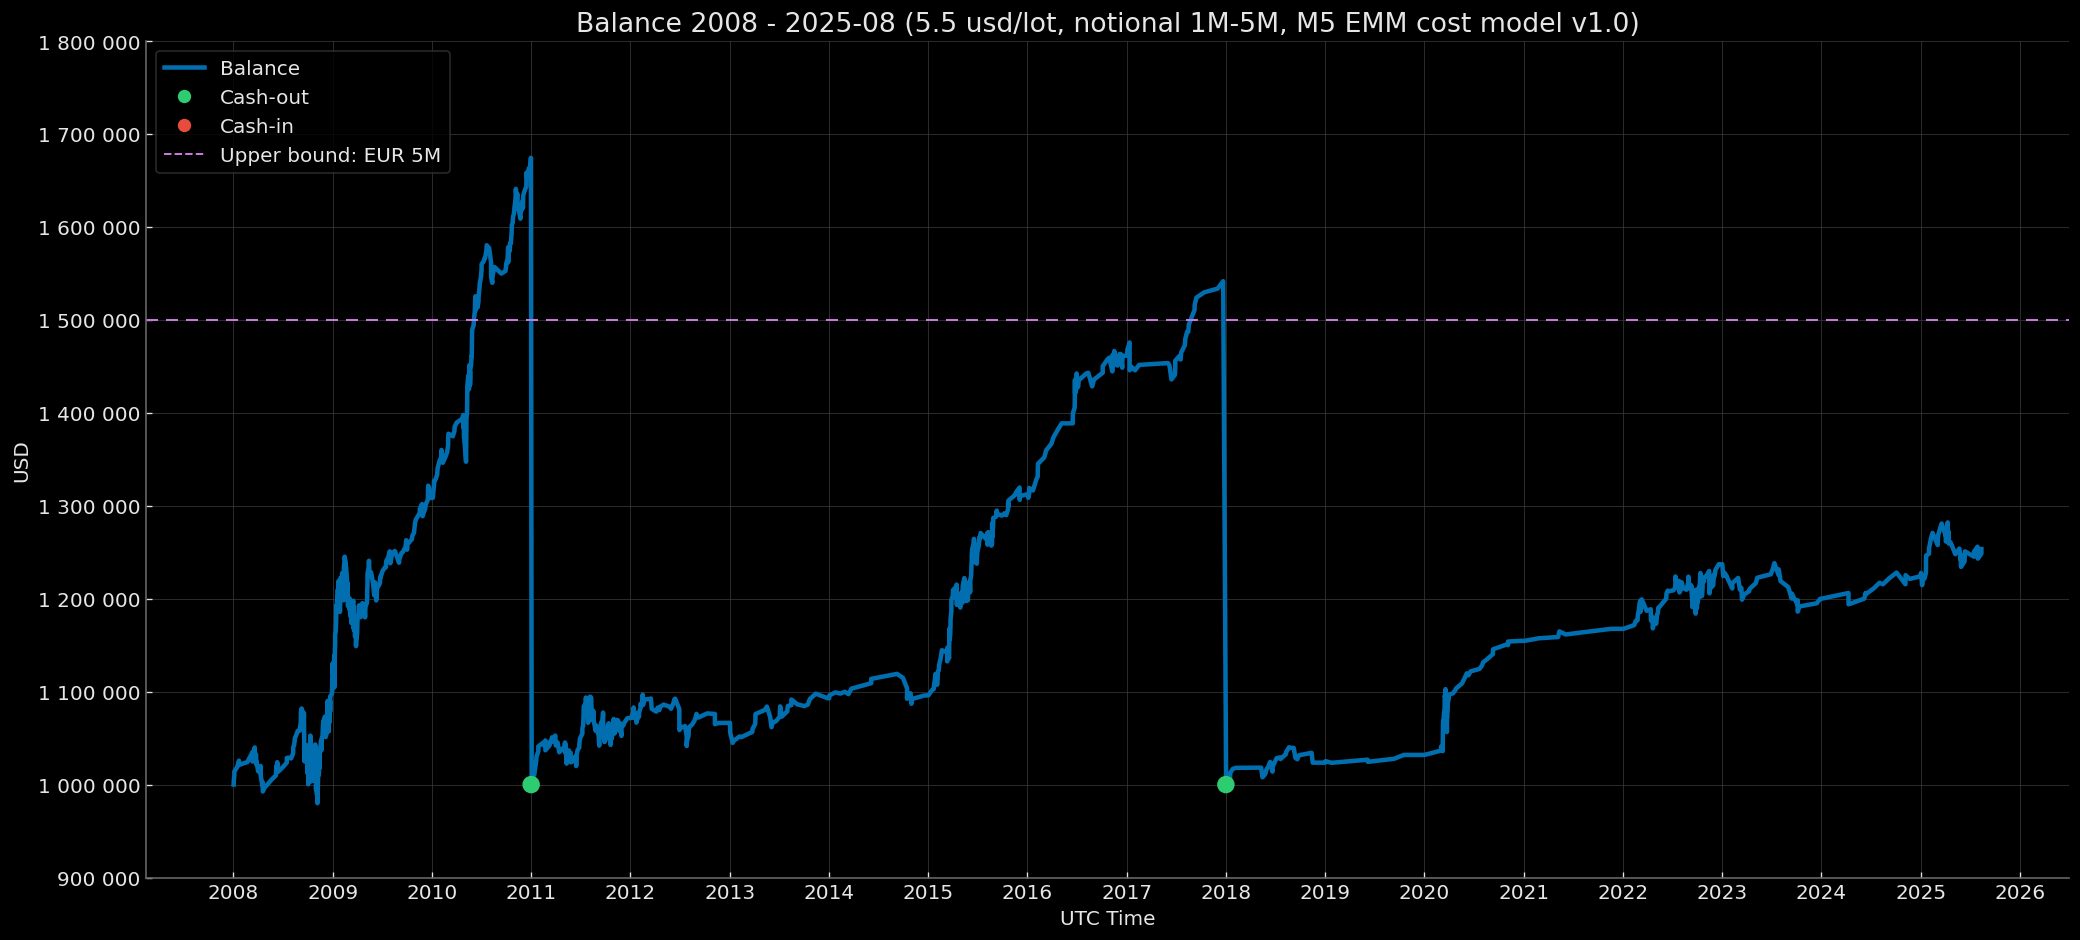 Balance 2008 - 2025-08 (5.5 usd/lot, notional 1M-5M, M5 EMM cost model v1.0)
Balance
Cash-out
Cash-in
Upper bound: EUR 5M
1 800 000
1 700 000
1 600 000
1 500 000
1 400 000
1 300 000
1 200 000
1 100 000
1 000 000
900 000
USD
2008 2009 2010 2011 2012 2013 2014 2015 2016 2017 2018 2019 2020 2021 2022 2023 2024 2025 2026
UTC Time